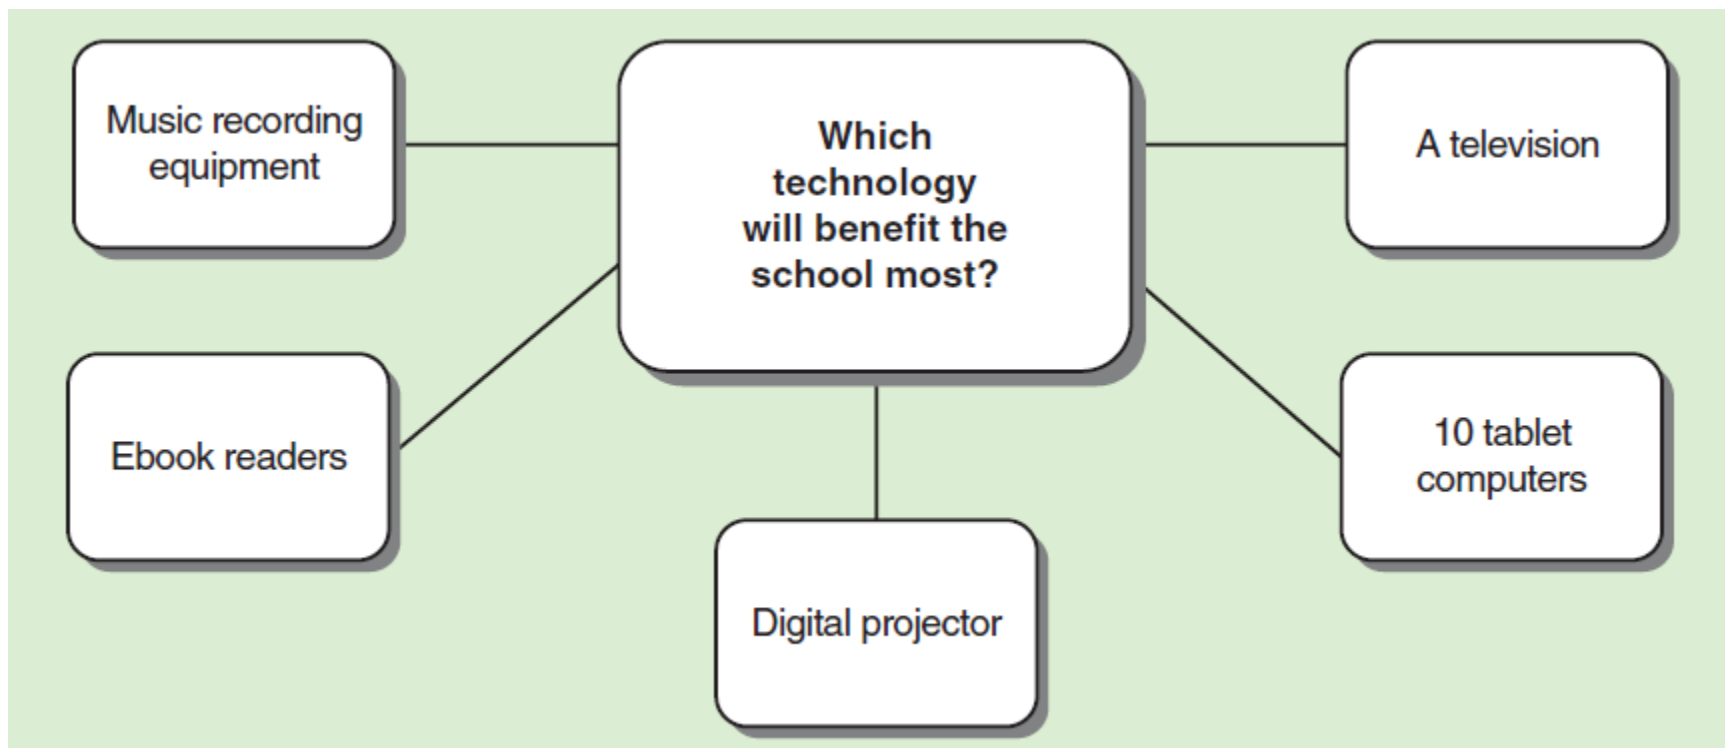 Music recording
equipment
Which
technology
will benefit the
school most?
A television
Ebook readers
10 tablet
computers
Digital projector